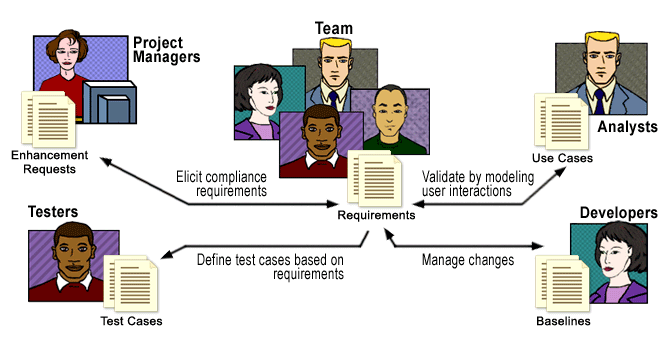 Project
Managers
Team
Analysts
Enhancement
Requests
Use Cases
Elicit compliance
requirements
Validate by modeling
user interactions
Requirements
Testers
Developers
Define test cases based on
requirements
Manage changes
Test Cases
Baselines